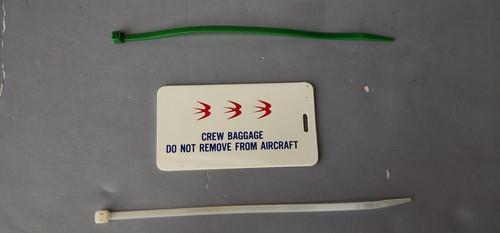 CREW BAGGAGE
DO NOT REMOVE FROM AIRCRAFT